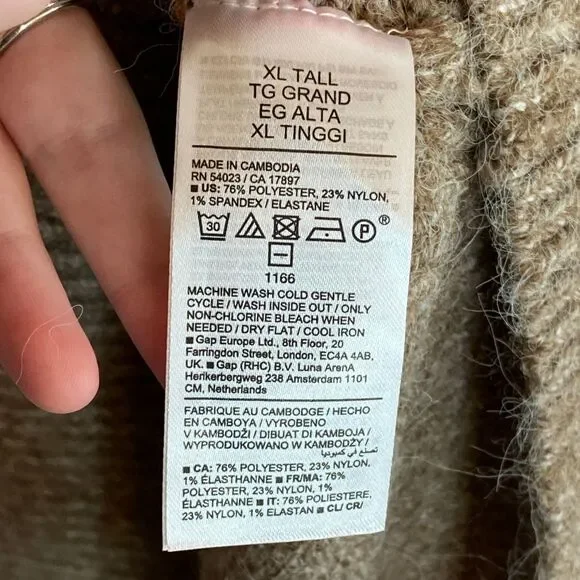 XL TALL
TG GRAND
EG ALTA
XL TINGGI
MADE IN CAMBODIA
RN 54023 / CA 17897
■ US: 76% POLYESTER, 23% NYLON,
1% SPANDEX / ELASTANE
30 P ®
1166
MACHINE WASH COLD GENTLE
CYCLE / WASH INSIDE OUT / ONLY
NON-CHLORINE BLEACH WHEN
NEEDED / DRY FLAT / COOL IRON
■ Gap Europe Ltd., 8th Floor, 20
Farringdon Street, London, EC4A 4AB,
UK. ■ Gap (RHC) B.V. Luna ArenA
Herikerbergweg 238 Amsterdam 1101
CM, Netherlands
FABRIQUE AU CAMBODGE / HECHO
EN CAMBOYA / VYROBENO
V KAMBODŽI / DIBUAT DI KAMBOJA /
WYPRODUKOWANO W KAMBODŻY /
صنع في كمبوديا
■ CA: 76% POLYESTER, 23% NYLON,
1% ÉLASTHANNE ■ FR/MA: 76%
POLYESTER, 23% NYLON, 1%
ÉLASTHANNE ■ IT: 76% POLIESTERE,
23% NYLON, 1% ELASTAN ■ CL/ CR/